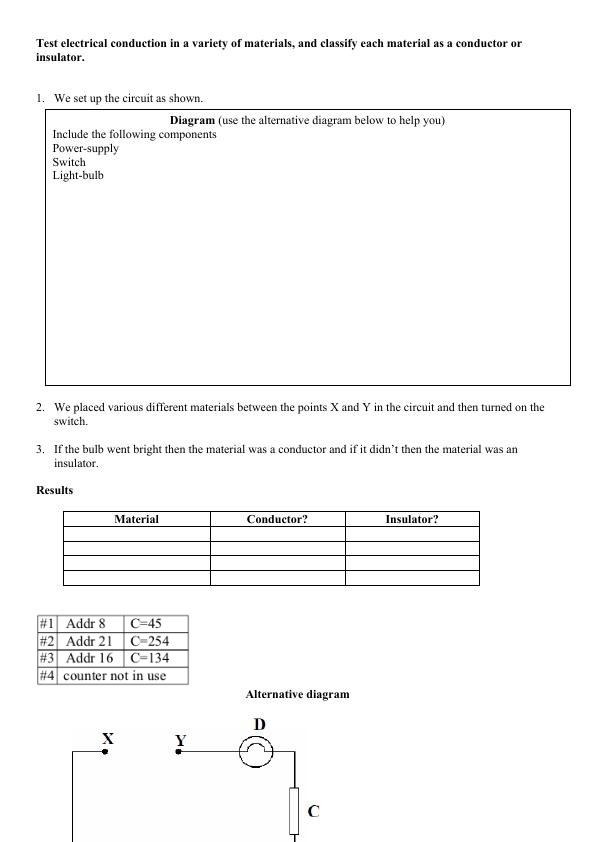 Test electrical conduction in a variety of materials, and classify each material as a conductor or
insulator.
1. We set up the circuit as shown.
Diagram (use the alternative diagram below to help you)
Include the following components
Power-supply
Switch
Light-bulb
2. We placed various different materials between the points X and Y in the circuit and then turned on the
switch.
3. If the bulb went bright then the material was a conductor and if it didn't then the material was an
insulator.
Results
Material Conductor? Insulator?
#1 Addr 8 C=45
#2 Addr 21 C=254
#3 Addr 16 C=134
#4 counter not in use
Alternative diagram
D
X Y
C